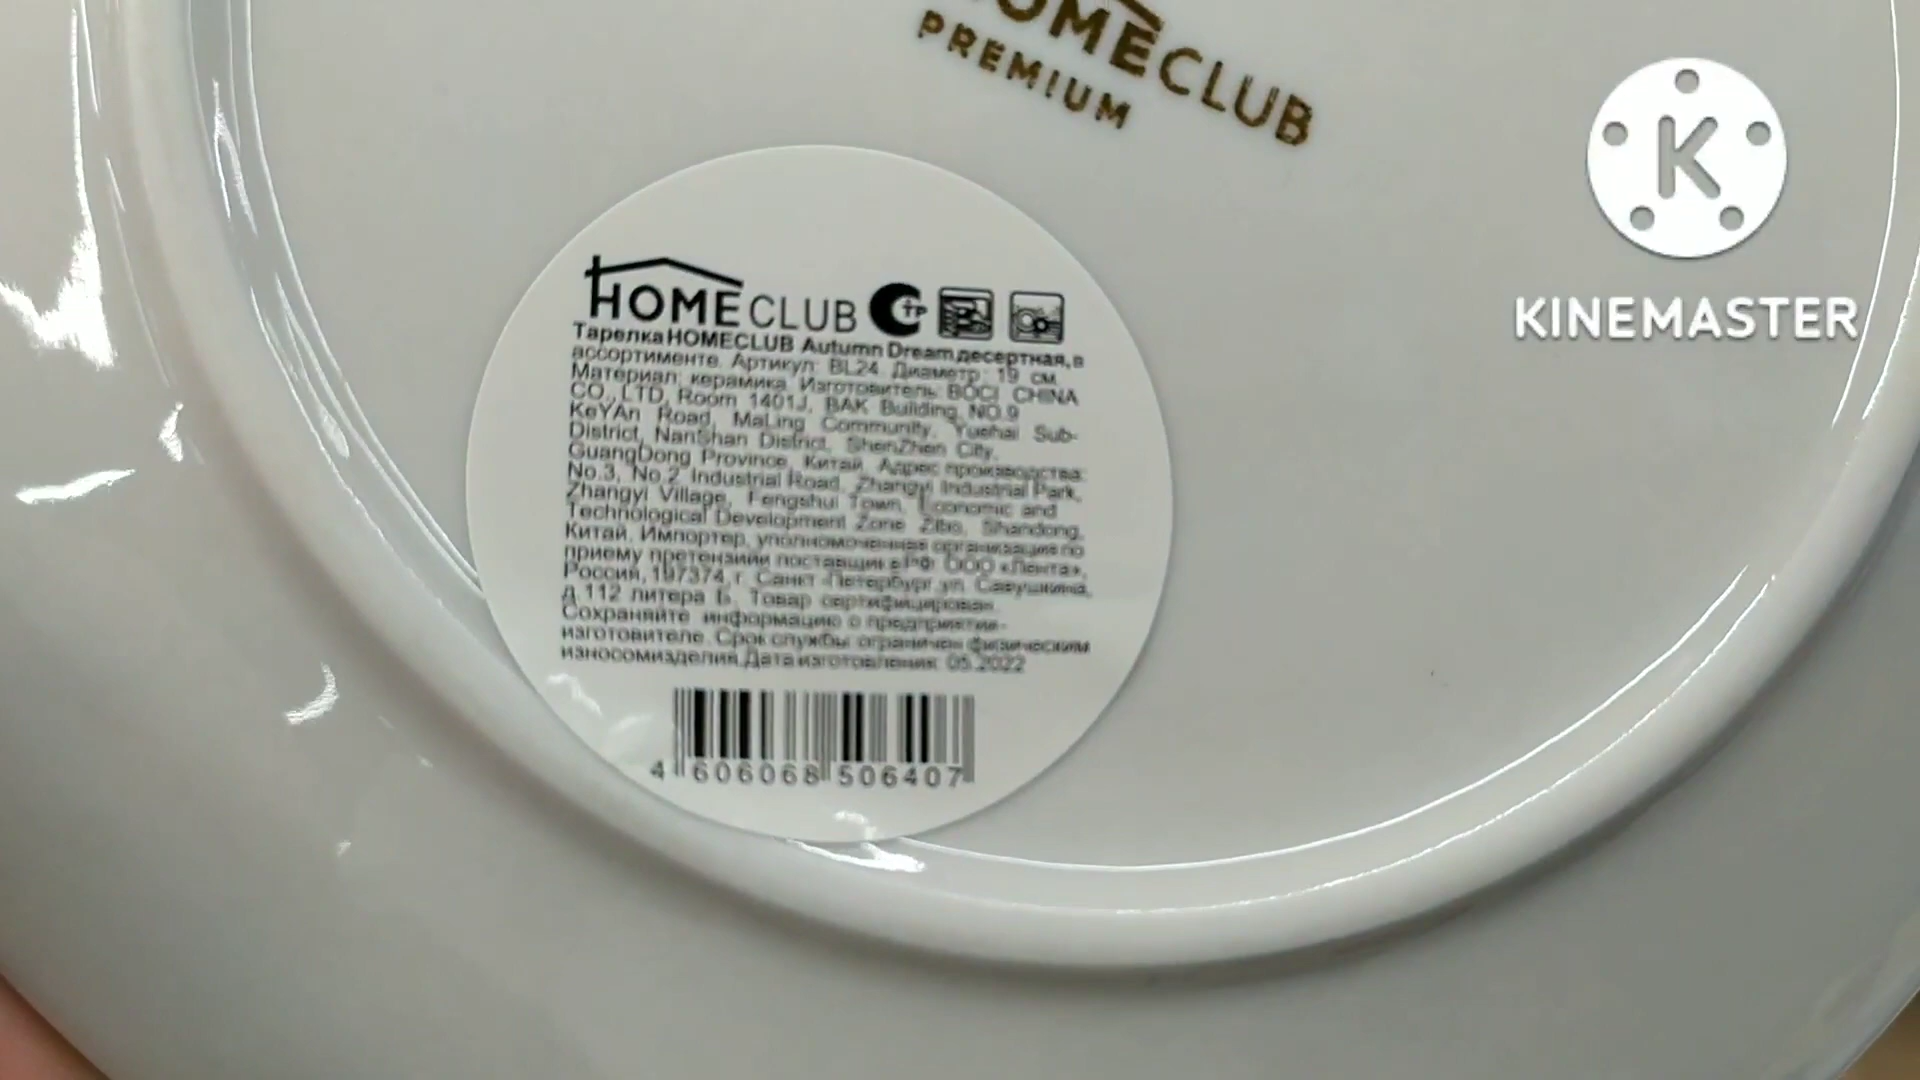 HOMECLUB
PREMIUM
K
KINEMASTER
HOMECLUB
Тарелка HOMECLUB Autumn Dream десертная, в
ассортименте. Артикул: BL24. Диаметр: 19 см.
Материал: керамика. Изготовитель: BOCI CHINA
CO., LTD, Room 1401J, BAK Building, NO.9
KeYAn Road, MaLing Community, Yuehai Sub-
District, NanShan District, ShenZhen City,
GuangDong Province, Китай. Адрес производства:
No.3, No.2 Industrial Road, Zhangyi Industrial Park,
Zhangyi Village, Fengshui Town, Economic and
Technological Development Zone Zibo, Shandong,
Китай. Импортер, уполномоченная организация по
приему претензий и поставщик в РФ: ООО «Лента»,
Россия, 197374, г. Санкт-Петербург, ул. Савушкина,
д.112 литера Б. Товар сертифицирован.
Сохраняйте информацию о предприятии-
изготовителе. Срок службы ограничен физическим
износом изделия. Дата изготовления: 05.2022
4 606068 506407